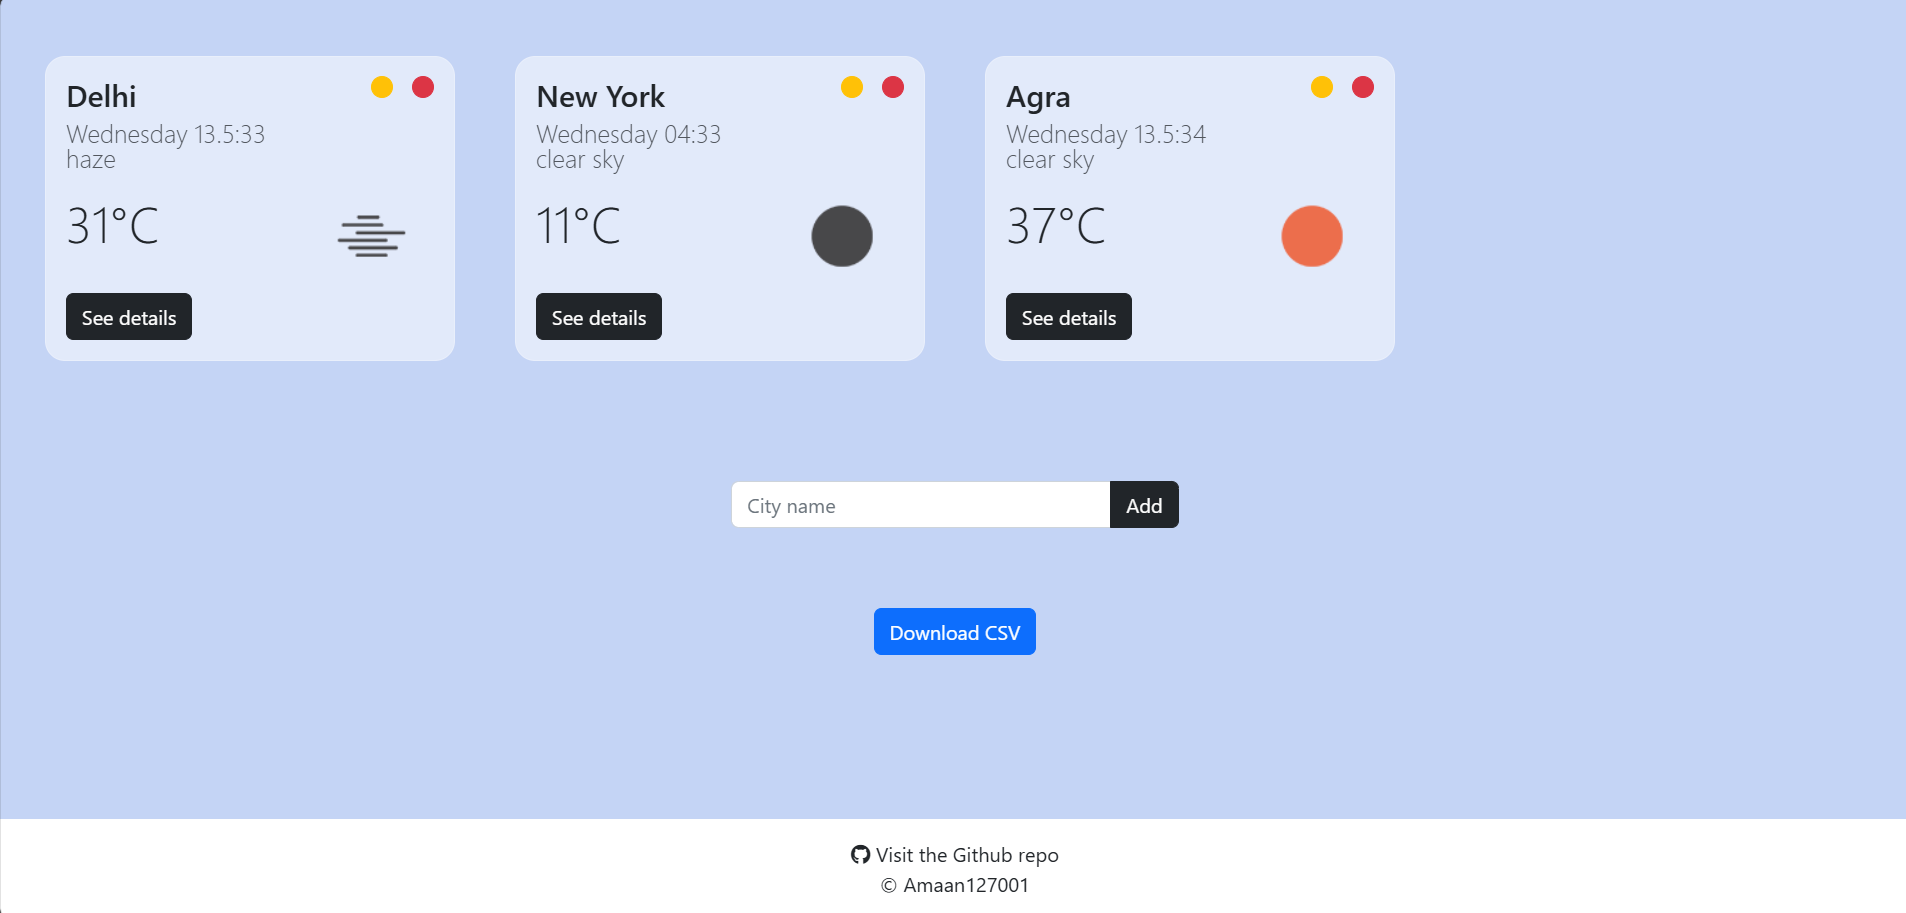 Delhi
Wednesday 13.5:33
haze
31°C
See details
New York
Wednesday 04:33
clear sky
11°C
See details
Agra
Wednesday 13.5:34
clear sky
37°C
See details
City name
Add
Download CSV
Visit the Github repo
© Amaan127001